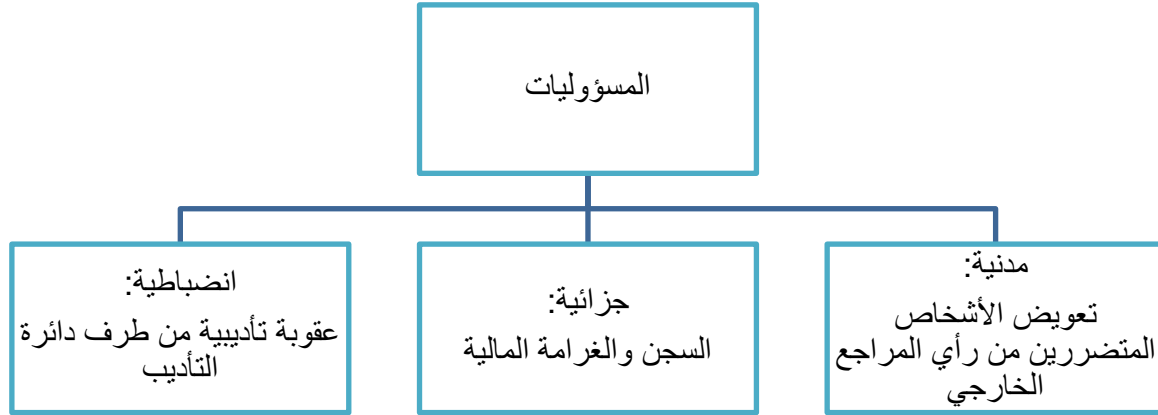 المسؤوليات
مدنية:
تعويض الأشخاص
المتضررين من رأي المراجع
الخارجي
جزائية:
السجن والغرامة المالية
انضباطية:
عقوبة تأديبية من طرف دائرة
التأديب